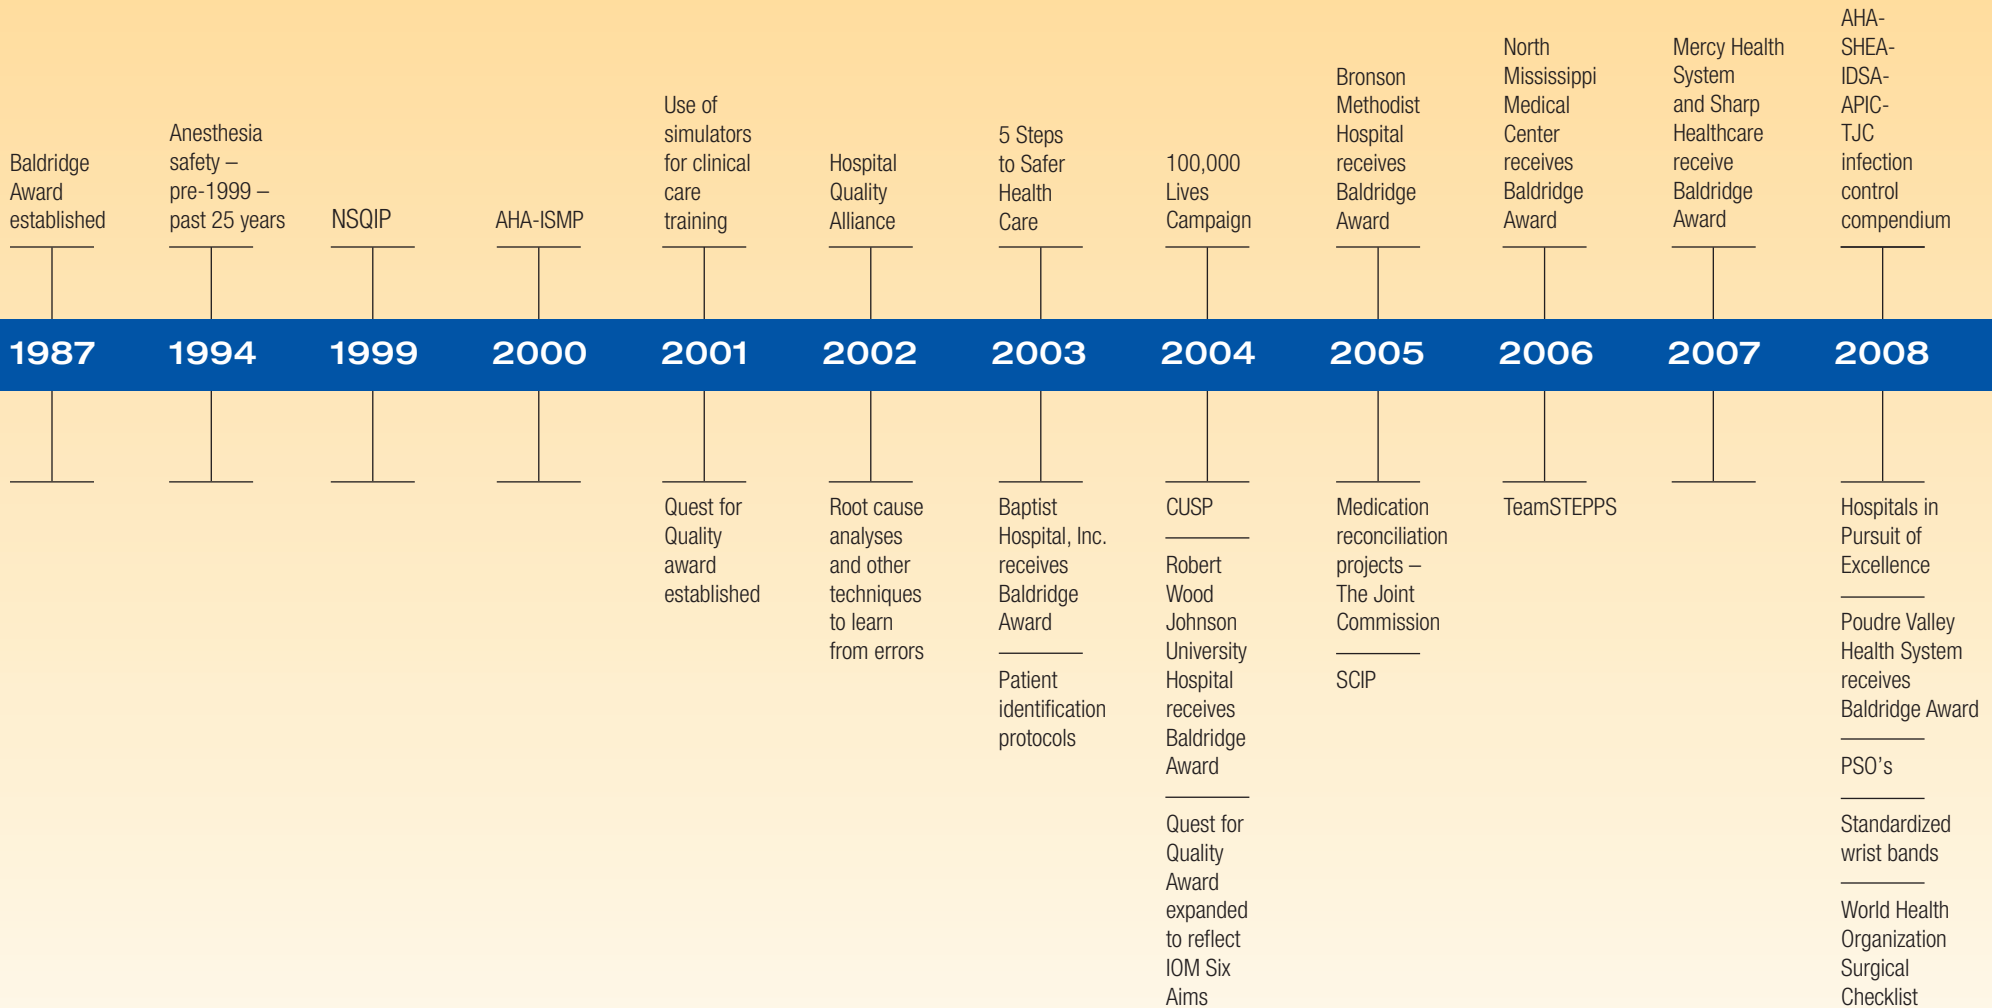 Baldridge
Award
established
Anesthesia
safety –
pre-1999 –
past 25 years
NSQIP
AHA-ISMP
Use of
simulators
for clinical
care
training
Hospital
Quality
Alliance
5 Steps
to Safer
Health
Care
100,000
Lives
Campaign
Bronson
Methodist
Hospital
receives
Baldridge
Award
North
Mississippi
Medical
Center
receives
Baldridge
Award
Mercy Health
System
and Sharp
Healthcare
receive
Baldridge
Award
AHA-
SHEA-
IDSA-
APIC-
TJC
infection
control
compendium
1987
1994
1999
2000
2001
2002
2003
2004
2005
2006
2007
2008
Quest for
Quality
award
established
Root cause
analyses
and other
techniques
to learn
from errors
Baptist
Hospital, Inc.
receives
Baldridge
Award
Patient
identification
protocols
CUSP
Robert
Wood
Johnson
University
Hospital
receives
Baldridge
Award
Quest for
Quality
Award
expanded
to reflect
IOM Six
Aims
Medication
reconciliation
projects –
The Joint
Commission
SCIP
TeamSTEPPS
Hospitals in
Pursuit of
Excellence
Poudre Valley
Health System
receives
Baldridge Award
PSO's
Standardized
wrist bands
World Health
Organization
Surgical
Checklist